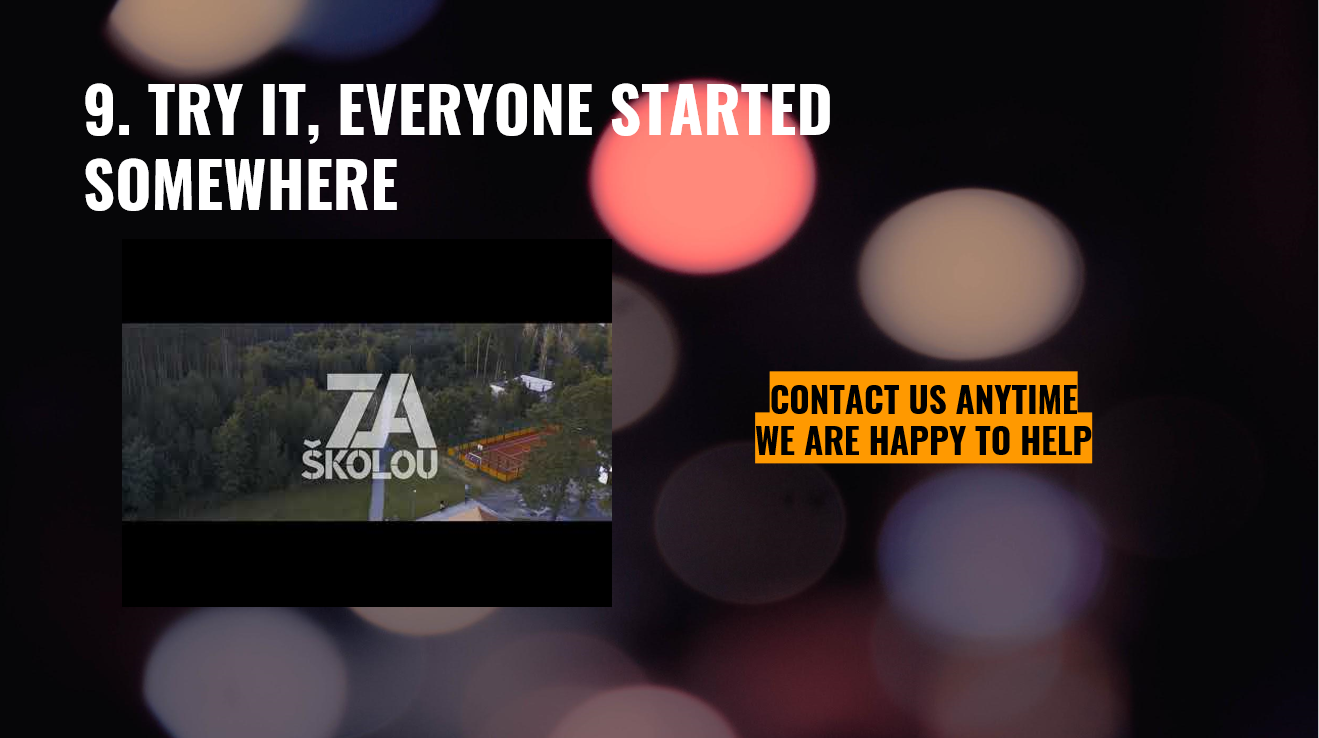 9. TRY IT, EVERYONE STARTED
SOMEWHERE
ZA
ŠKOLOU
CONTACT US ANYTIME
WE ARE HAPPY TO HELP